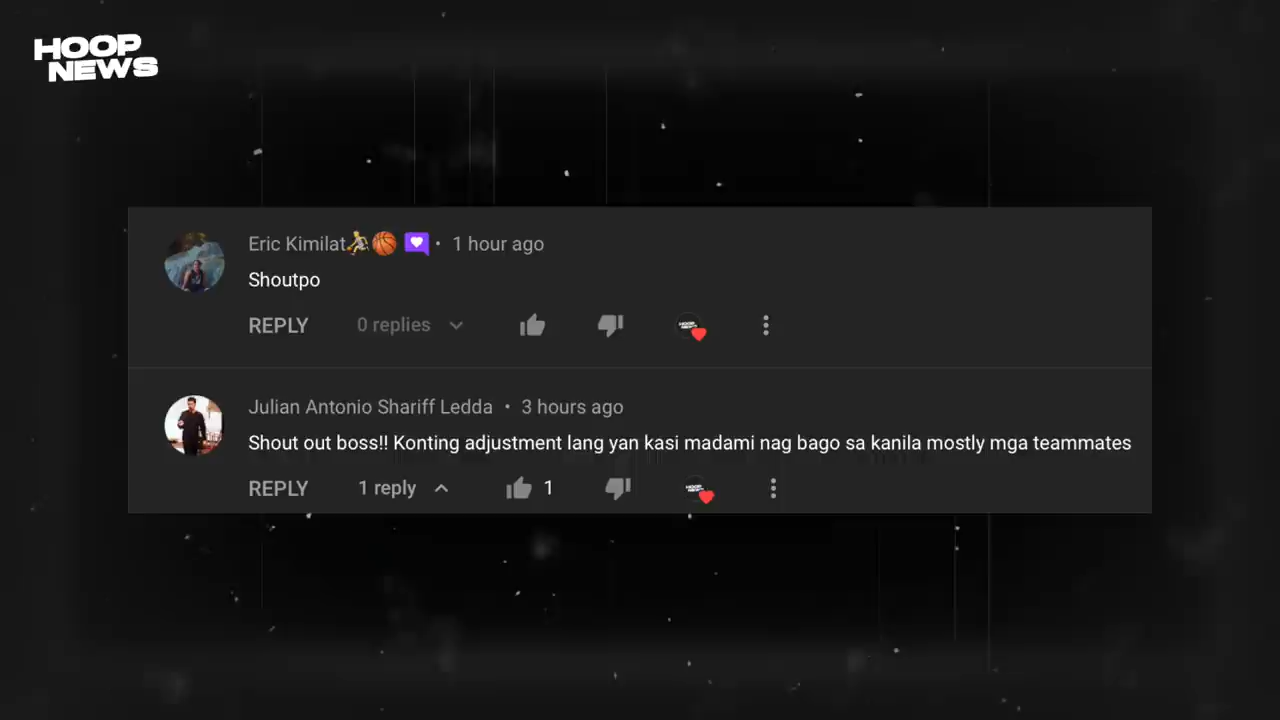 HOOP
NEWS
Eric Kimilat⛹🏀 💜 • 1 hour ago
Shoutpo
REPLY 0 replies
Julian Antonio Shariff Ledda • 3 hours ago
Shout out boss!! Konting adjustment lang yan kasi madami nag bago sa kanila mostly mga teammates
REPLY 1 reply 1